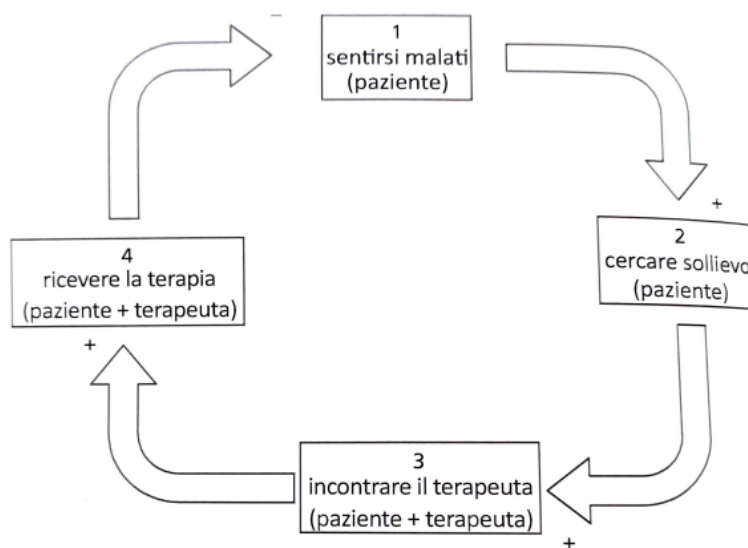 –
1
sentirsi malati
(paziente)
+
2
cercare sollievo
(paziente)
3
incontrare il terapeuta
(paziente + terapeuta)
+
4
ricevere la terapia
(paziente + terapeuta)
+